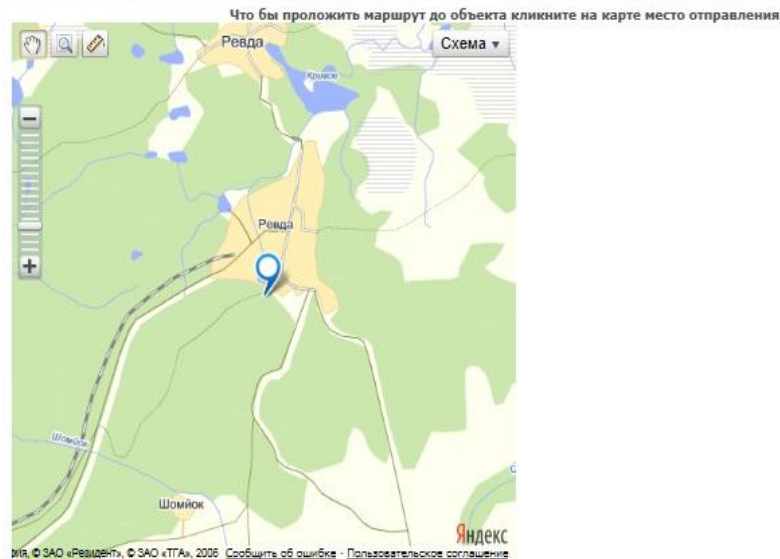 Что бы проложить маршрут до объекта кликните на карте место отправления
Ревда
Схема
Кривое
Ревда
Шомйок
Шомйок
Яндекс
© ЗАО «Резидент», © ЗАО «ТГА», 2006 Сообщить об ошибке · Пользовательское соглашение